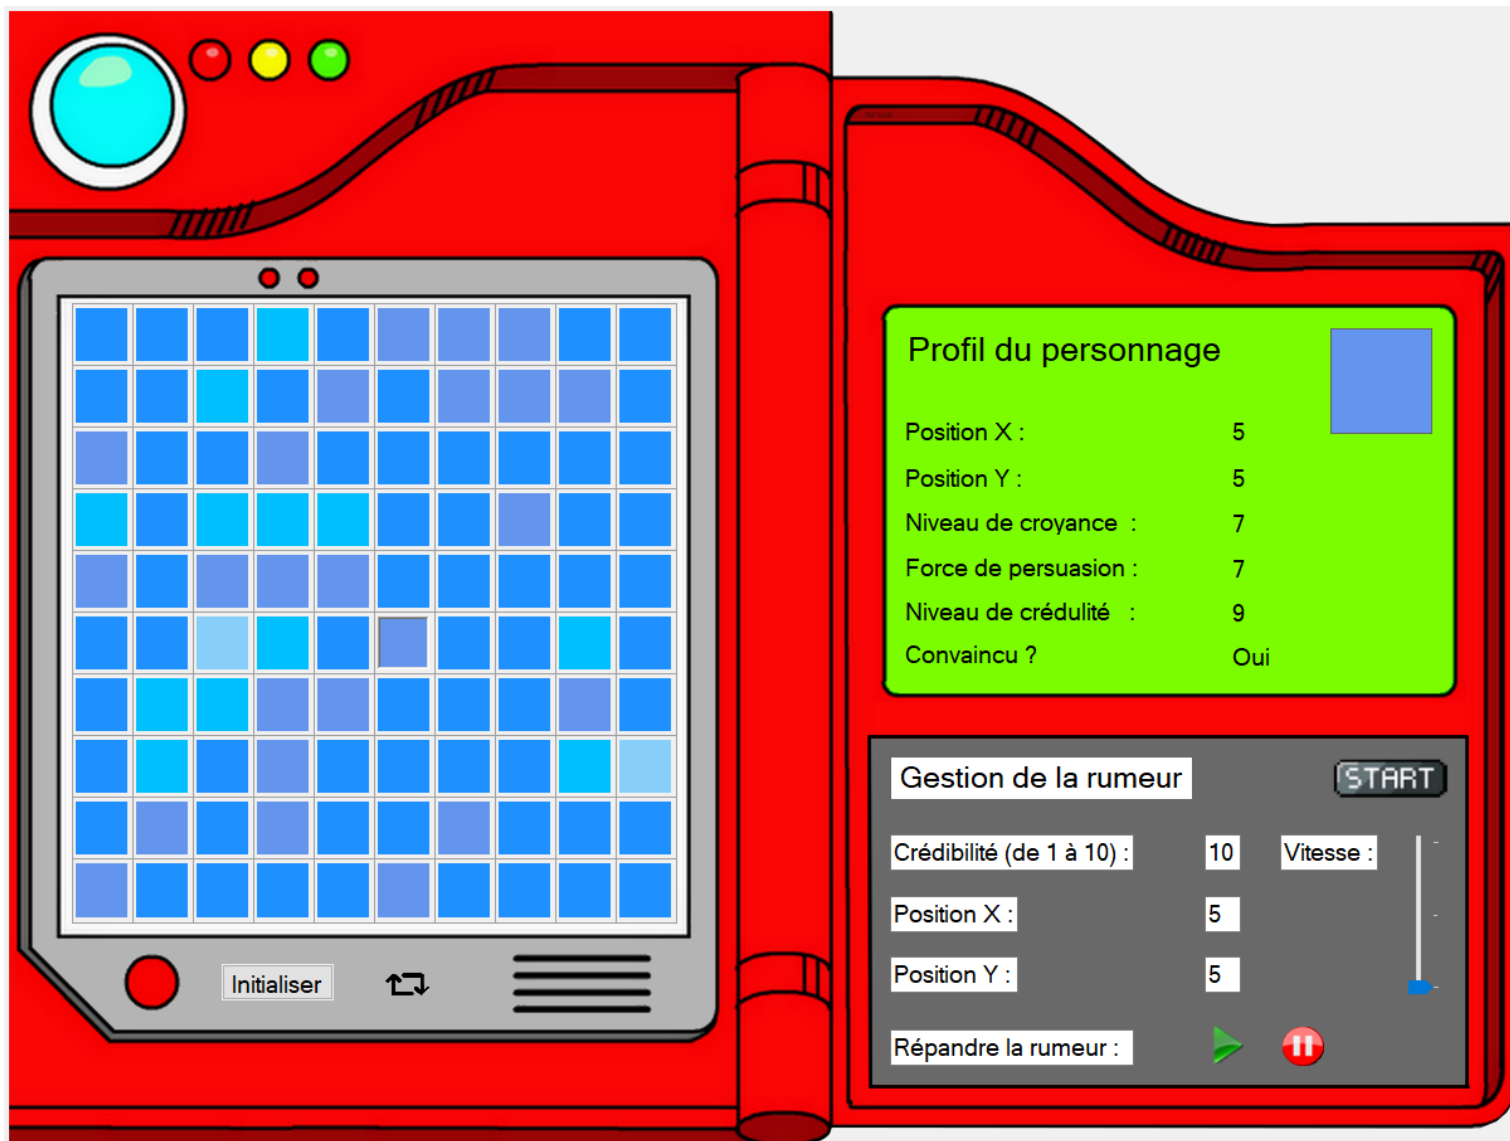 Profil du personnage
Position X : 5
Position Y : 5
Niveau de croyance : 7
Force de persuasion : 7
Niveau de crédulité : 9
Convaincu ? Oui
Gestion de la rumeur START
Crédibilité (de 1 à 10) : 10 Vitesse :
Position X : 5
Position Y : 5
Répandre la rumeur :
Initialiser